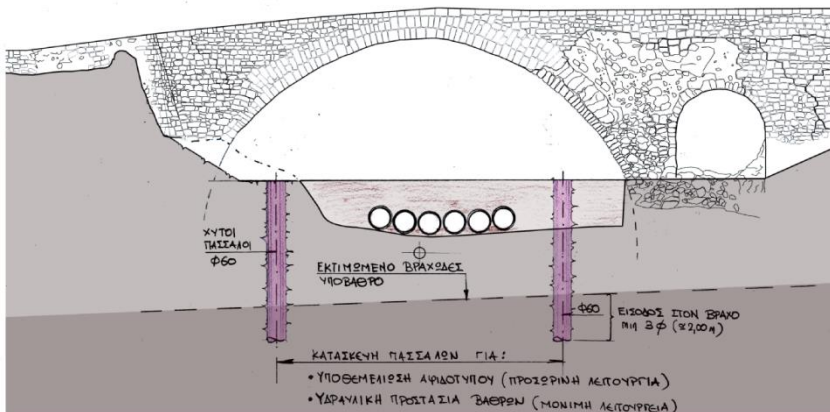 ΧΥΤΟΙ
ΠΑΣΣΑΛΟΙ
Φ60
ΕΚΤΙΜΩΜΕΝΟ ΒΡΑΧΩΔΕΣ
ΥΠΟΒΑΘΡΟ
Φ60
ΕΙΣΟΔΟΣ ΣΤΟΝ ΒΡΑΧΟ
min 3Φ (≈2,00m)
ΚΑΤΑΣΚΕΥΗ ΠΑΣΣΑΛΩΝ ΓΙΑ:
• ΥΠΟΘΕΜΕΛΙΩΣΗ ΑΨΙΔΟΤΥΠΟΥ (ΠΡΟΣΩΡΙΝΗ ΛΕΙΤΟΥΡΓΙΑ)
• ΥΔΡΑΥΛΙΚΗ ΠΡΟΣΤΑΣΙΑ ΒΑΘΡΩΝ (ΜΟΝΙΜΗ ΛΕΙΤΟΥΡΓΕΙΑ)